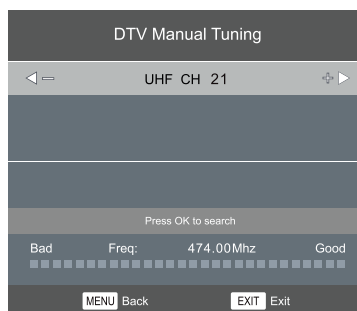 DTV Manual Tuning
UHF CH 21
Press OK to search
Bad Freq: 474.00Mhz Good
MENU Back EXIT Exit